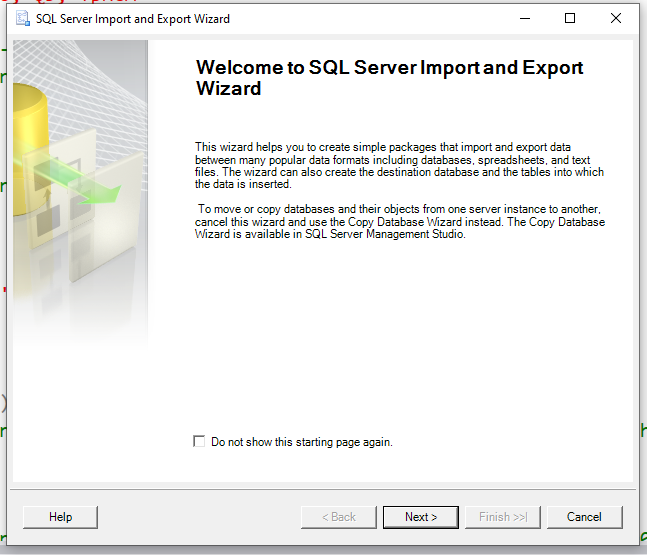 SQL Server Import and Export Wizard
Welcome to SQL Server Import and Export
Wizard
This wizard helps you to create simple packages that import and export data
between many popular data formats including databases, spreadsheets, and text
files. The wizard can also create the destination database and the tables into which
the data is inserted.
To move or copy databases and their objects from one server instance to another,
cancel this wizard and use the Copy Database Wizard instead. The Copy Database
Wizard is available in SQL Server Management Studio.
Do not show this starting page again.
Help
< Back
Next >
Finish >>|
Cancel